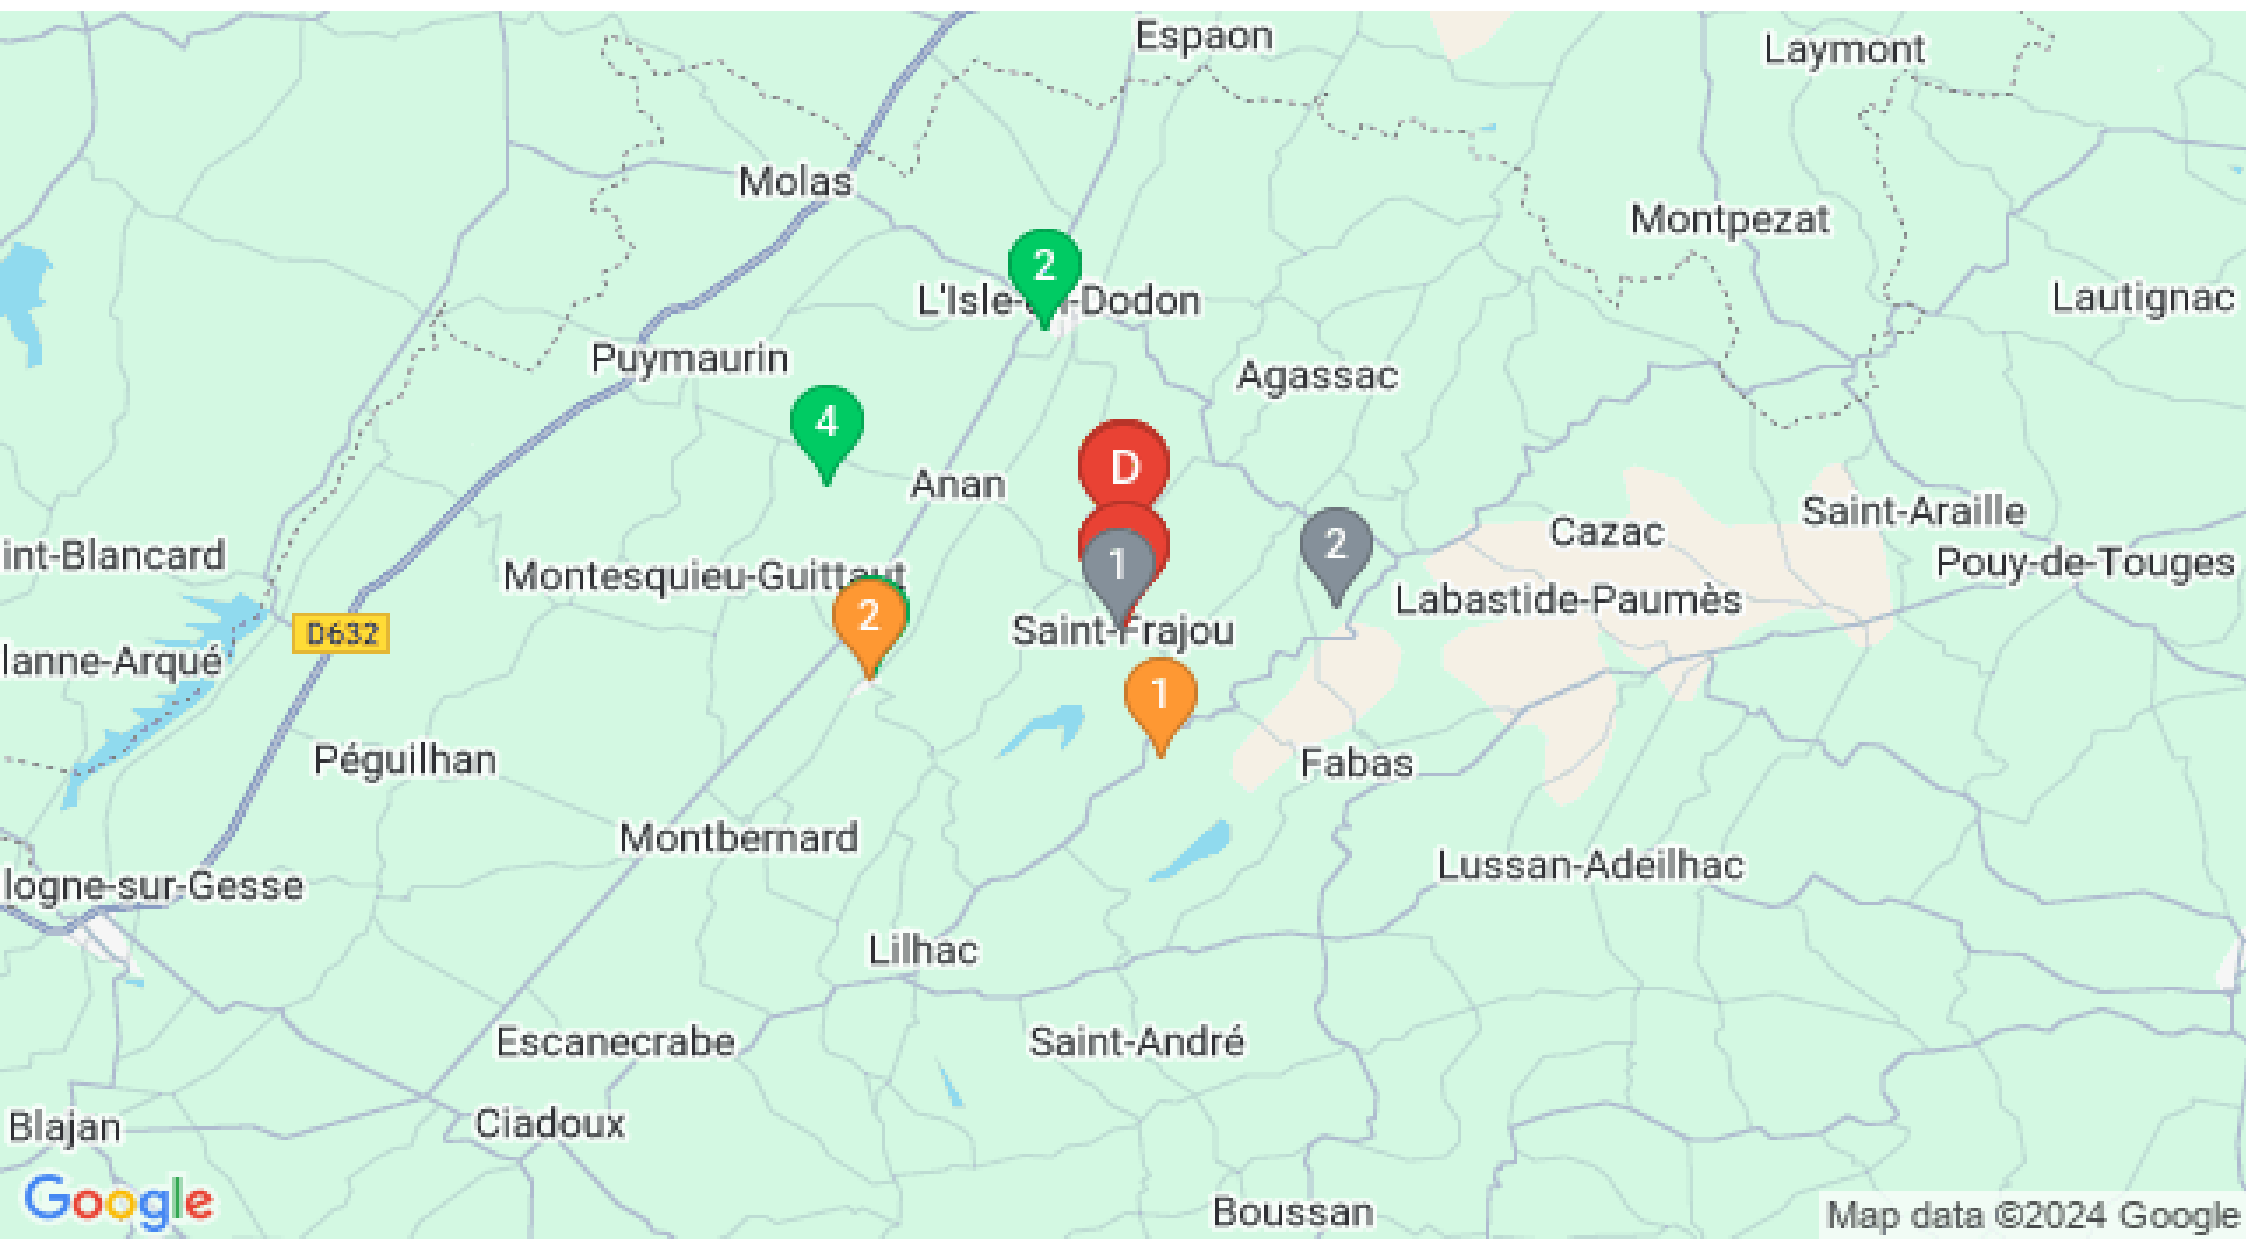 Espaon
Laymont
Molas
Montpezat
2
L'Isle-en-Dodon
Lautignac
Puymaurin
Agassac
4
D
Anan
Saint-Araille
Cazac
2
1
int-Blancard
Pouy-de-Touges
Montesquieu-Guittaut
Labastide-Paumès
2
D632
Saint-Frajou
lanne-Arqué
1
Péguilhan
Fabas
Montbernard
Lussan-Adeilhac
logne-sur-Gesse
Lilhac
Escanecrabe
Saint-André
Blajan
Ciadoux
Google
Boussan
Map data ©2024 Google